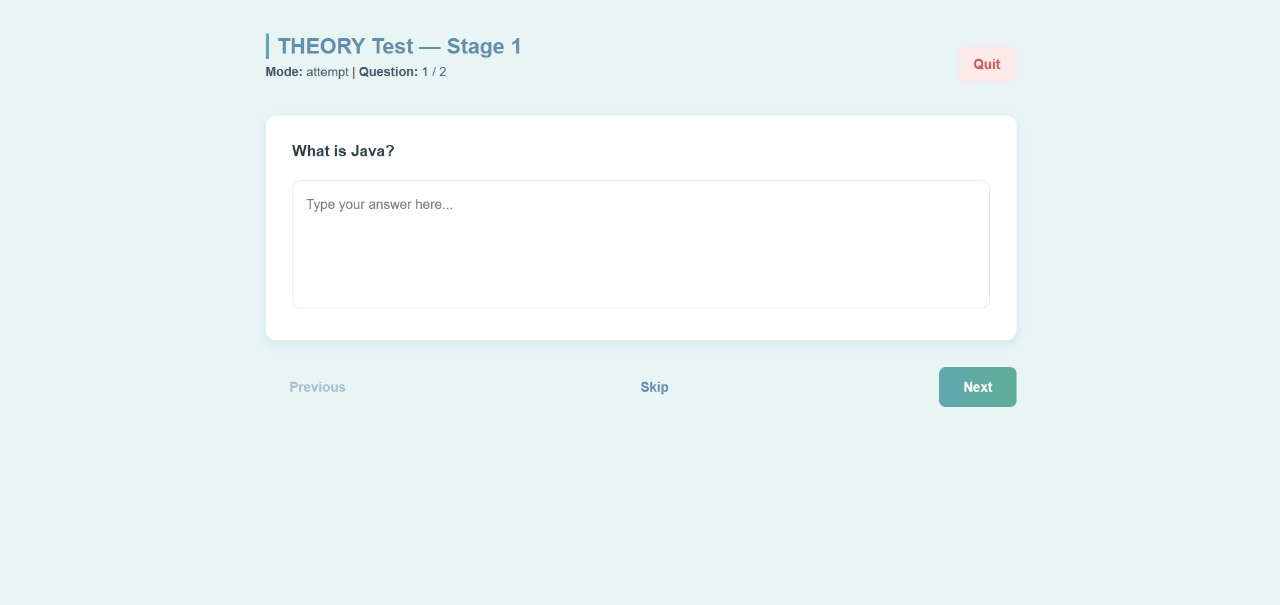 THEORY Test — Stage 1
Mode: attempt | Question: 1 / 2
Quit
What is Java?
Type your answer here...
Previous
Skip
Next